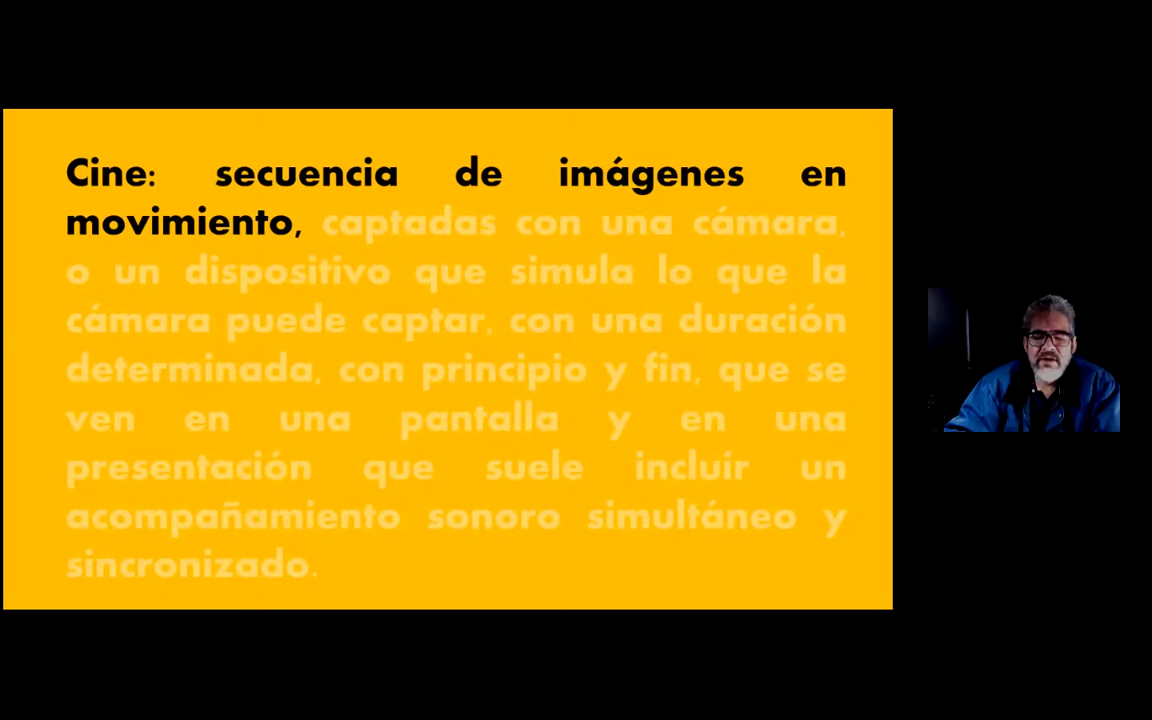 Cine: secuencia de imágenes en
movimiento, captadas con una cámara,
o un dispositivo que simula lo que la
cámara puede captar, con una duración
determinada, con principio y fin, que se
ven en una pantalla y en una
presentación que suele incluir un
acompañamiento sonoro simultáneo y
sincronizado.